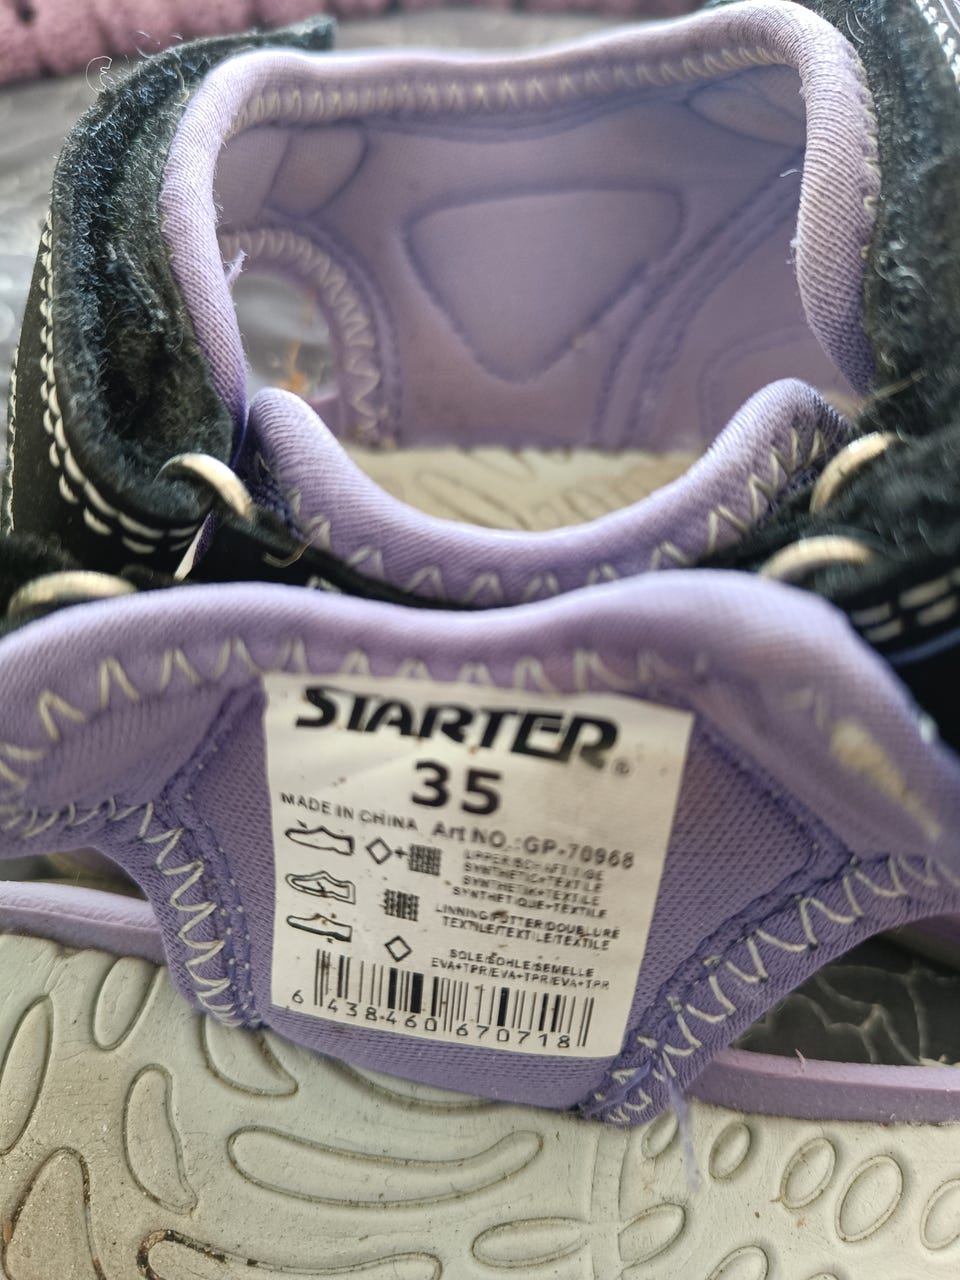 STARTER®
35
MADE IN CHINA Art NO.:GP-70968
UPPER/SCHAFT/TIGE
SYNTHETIC+TEXTILE
SYNTHETIK+TEXTILE
SYNTHETIQUE+TEXTILE
LINNING/FUTTER/DOUBLURE
TEXTILE/TEXTILE/TEXTILE
SOLE/SOHLE/SEMELLE
EVA+TPR/EVA+TPR/EVA+TPR
6 438460 670718